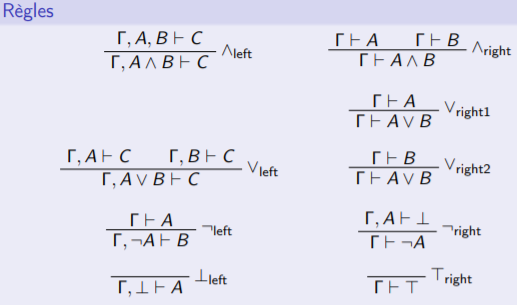 Règles
Γ, A, B ⊢ C
Γ, A ∧ B ⊢ C
∧left
Γ ⊢ A Γ ⊢ B
Γ ⊢ A ∧ B
∧right
Γ ⊢ A
Γ ⊢ A ∨ B
∨right1
Γ, A ⊢ C Γ, B ⊢ C
Γ, A ∨ B ⊢ C
∨left
Γ ⊢ B
Γ ⊢ A ∨ B
∨right2
Γ ⊢ A
Γ, ¬A ⊢ B
¬left
Γ, A ⊢ ⊥
Γ ⊢ ¬A
¬right
Γ, ⊥ ⊢ A
⊥left
Γ ⊢ ⊤
⊤right